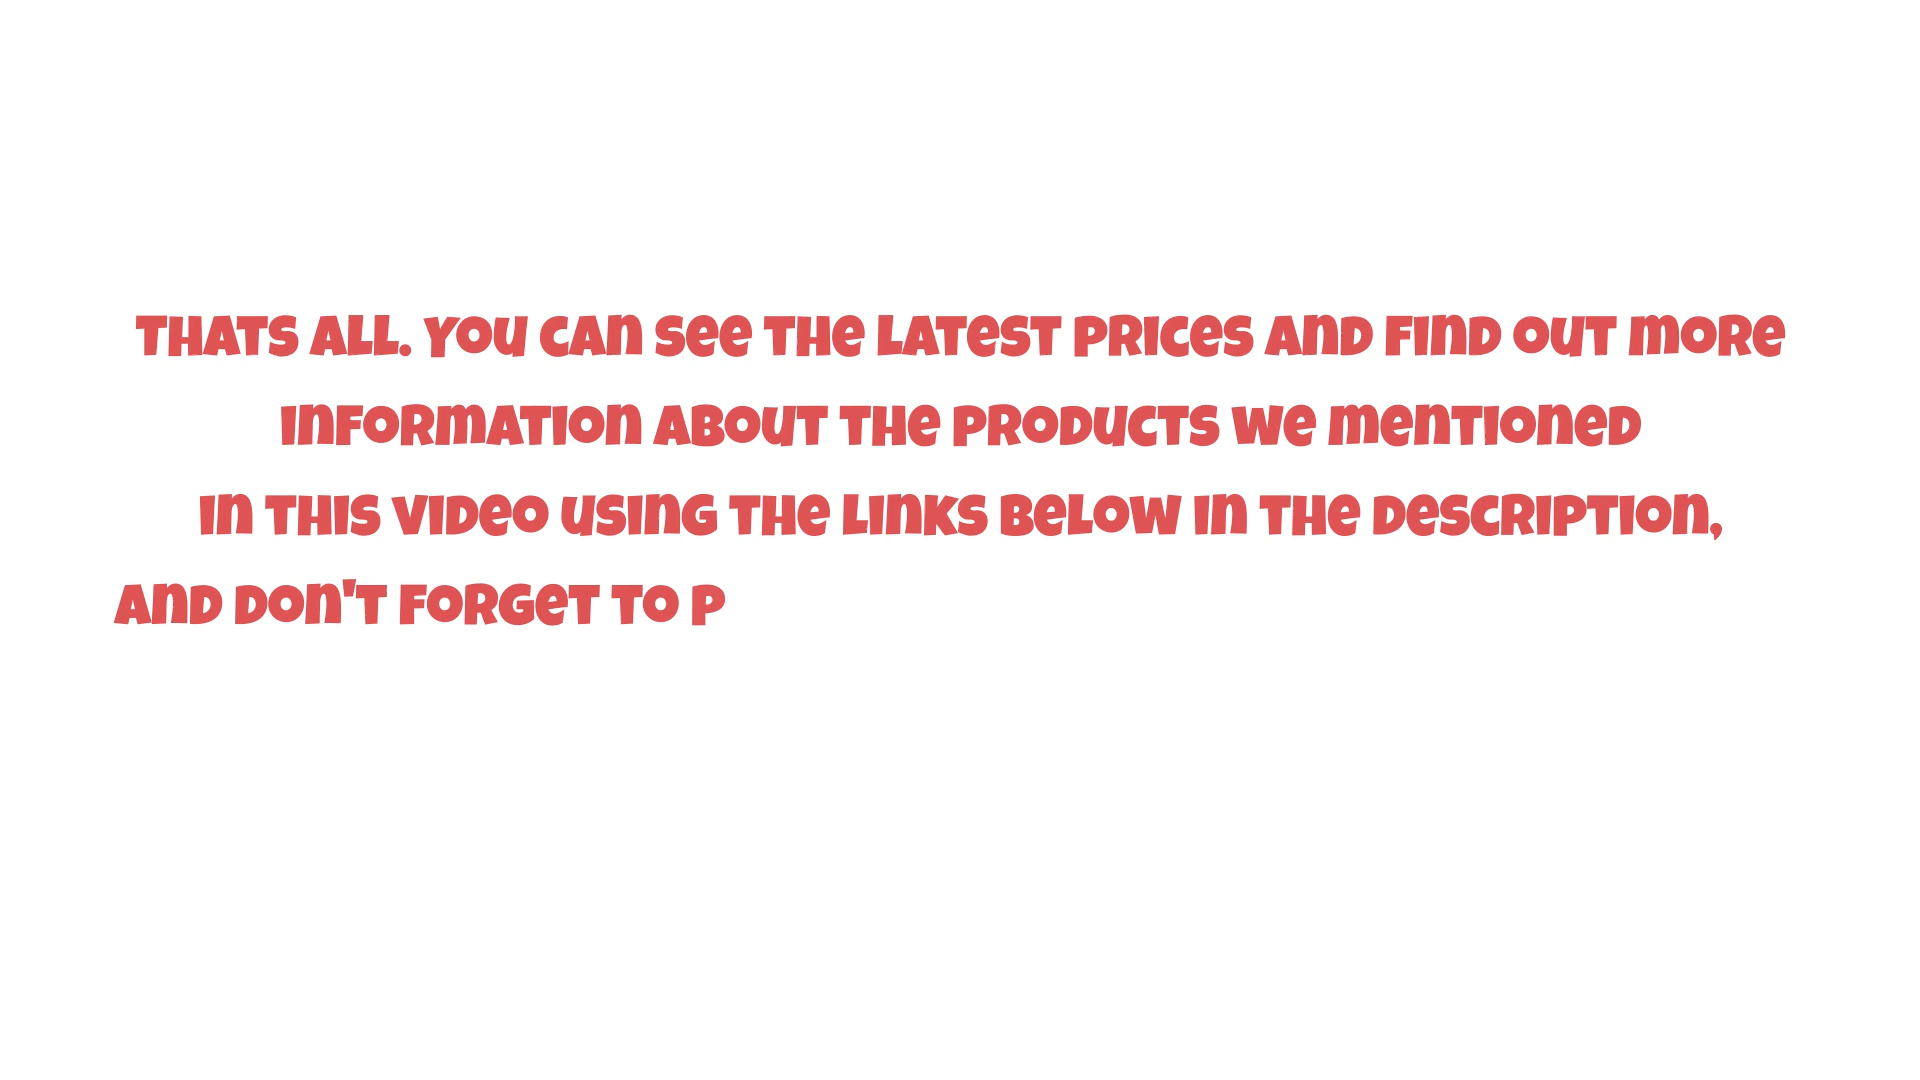 Thats all. You can see the latest prices and find out more
information about the products we mentioned
in this video using the links below in the description,
and don't forget to p